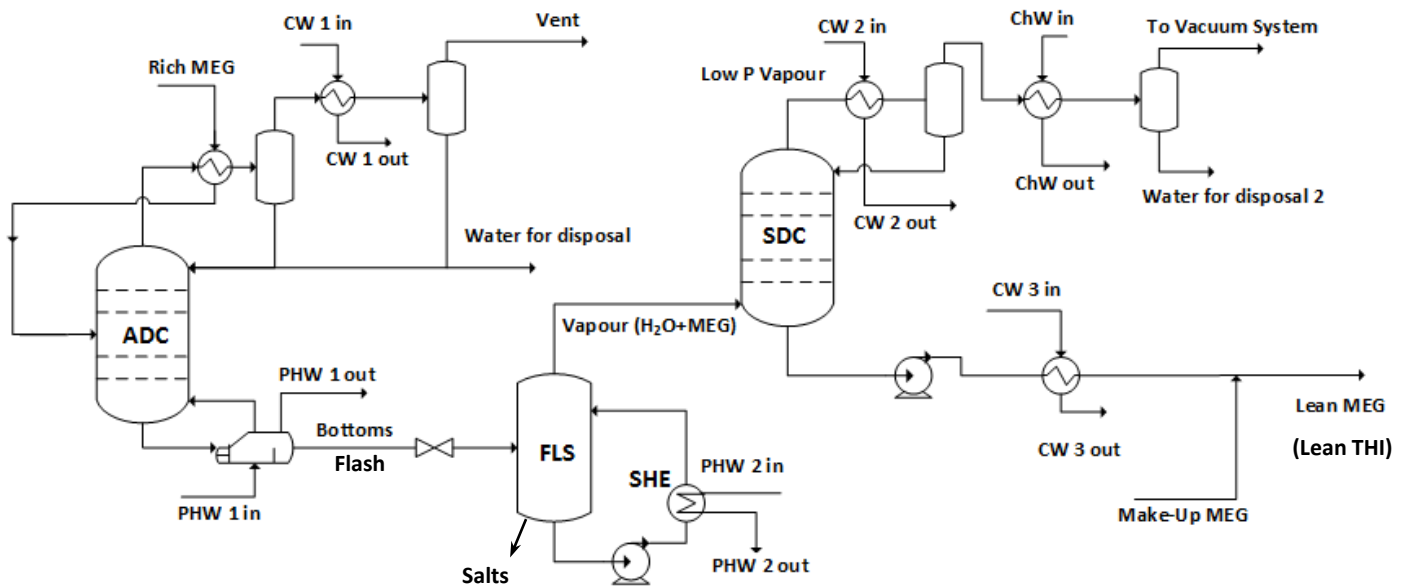 CW 1 in
Vent
Rich MEG
CW 1 out
Water for disposal
ADC
PHW 1 out
Bottoms
Flash
PHW 1 in
Vapour (H₂O+MEG)
FLS
SHE
PHW 2 in
PHW 2 out
Salts
CW 2 in
ChW in
To Vacuum System
Low P Vapour
ChW out
Water for disposal 2
CW 2 out
SDC
CW 3 in
Lean MEG
(Lean THI)
CW 3 out
Make-Up MEG